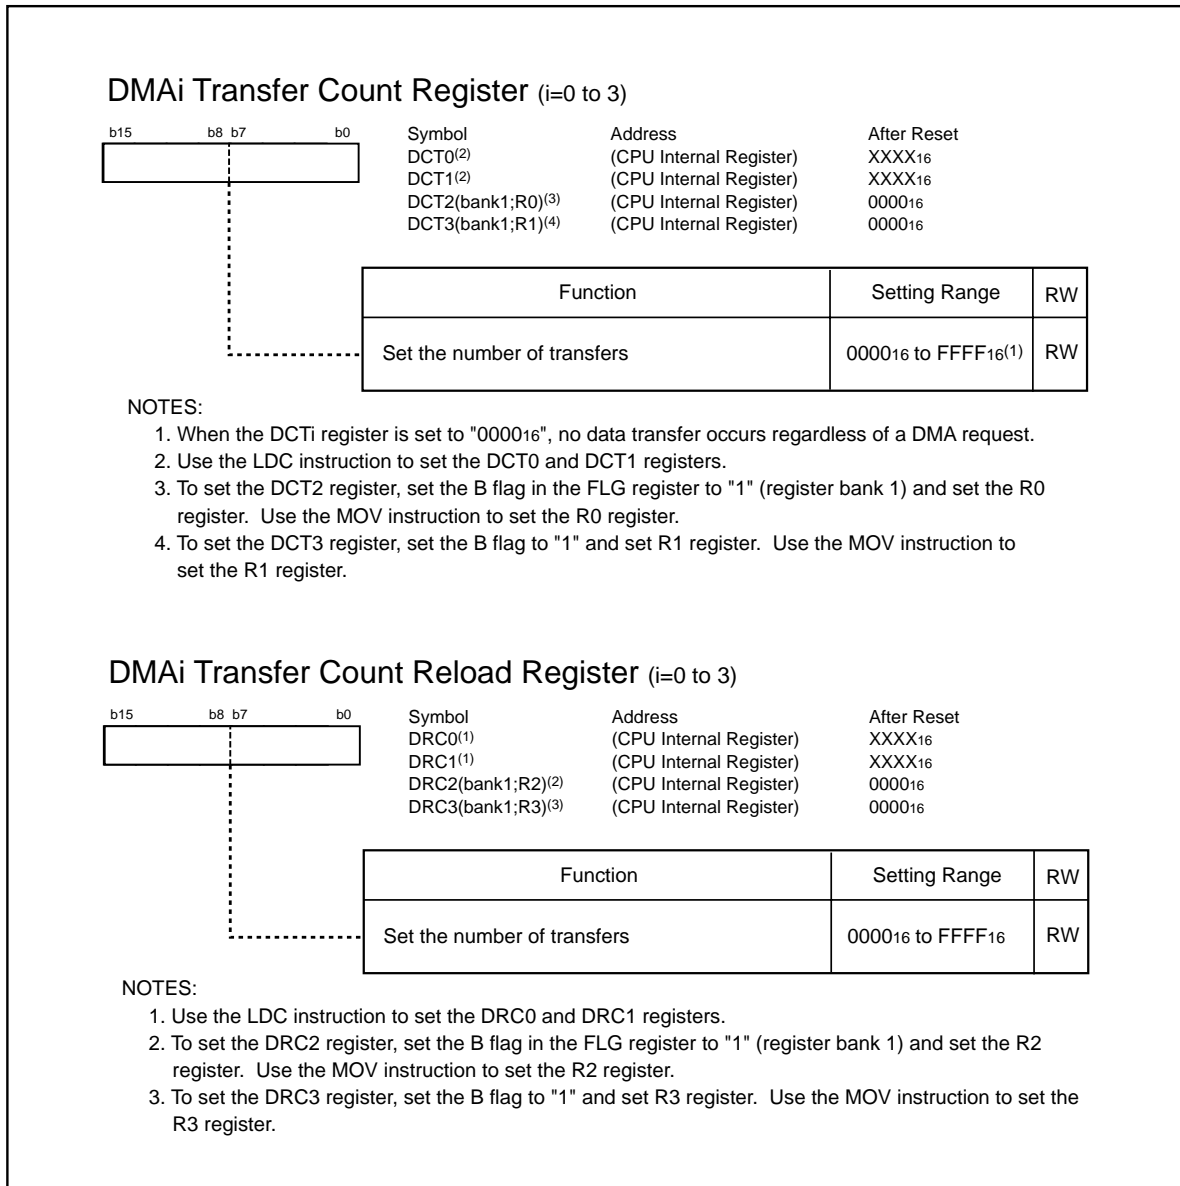 DMAi Transfer Count Register (i=0 to 3)
b15 b8 b7 b0
Symbol Address After Reset
DCT0(2) (CPU Internal Register) XXXX16
DCT1(2) (CPU Internal Register) XXXX16
DCT2(bank1;R0)(3) (CPU Internal Register) 000016
DCT3(bank1;R1)(4) (CPU Internal Register) 000016
Function Setting Range RW
Set the number of transfers 000016 to FFFF16(1) RW
NOTES:
1. When the DCTi register is set to "000016", no data transfer occurs regardless of a DMA request.
2. Use the LDC instruction to set the DCT0 and DCT1 registers.
3. To set the DCT2 register, set the B flag in the FLG register to "1" (register bank 1) and set the R0
register. Use the MOV instruction to set the R0 register.
4. To set the DCT3 register, set the B flag to "1" and set R1 register. Use the MOV instruction to
set the R1 register.
DMAi Transfer Count Reload Register (i=0 to 3)
b15 b8 b7 b0
Symbol Address After Reset
DRC0(1) (CPU Internal Register) XXXX16
DRC1(1) (CPU Internal Register) XXXX16
DRC2(bank1;R2)(2) (CPU Internal Register) 000016
DRC3(bank1;R3)(3) (CPU Internal Register) 000016
Function Setting Range RW
Set the number of transfers 000016 to FFFF16 RW
NOTES:
1. Use the LDC instruction to set the DRC0 and DRC1 registers.
2. To set the DRC2 register, set the B flag in the FLG register to "1" (register bank 1) and set the R2
register. Use the MOV instruction to set the R2 register.
3. To set the DRC3 register, set the B flag to "1" and set R3 register. Use the MOV instruction to set the
R3 register.